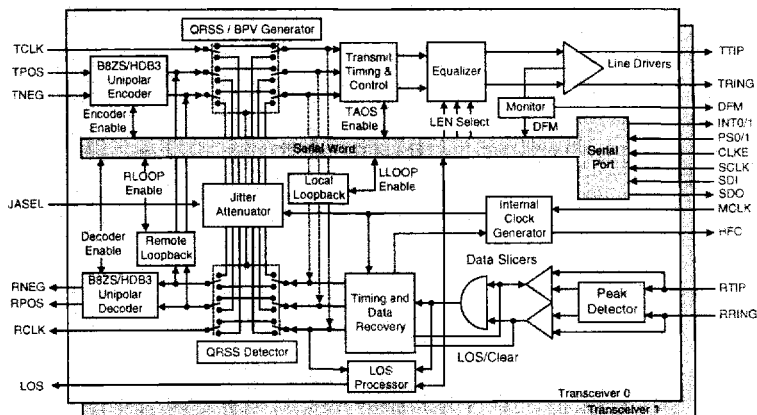 QRSS / BPV Generator
TCLK
TPOS
TNEG
B8ZS/HDB3
Unipolar
Encoder
Encoder
Enable
Transmit
Timing
& Control
TAOS
Enable
Equalizer
LEN Select
Line Drivers
Monitor
DFM
TTIP
TRING
DFM
INT0/1
PS0/1
CLKE
SCLK
SDI
SDO
Serial Word
Serial
Port
RLOOP
Enable
Local
Loopback
LLOOP
Enable
JASEL
Jitter
Attenuator
Internal
Clock
Generator
MCLK
HFC
Decoder
Enable
Remote
Loopback
Data Slicers
RNEG
RPOS
RCLK
B8ZS/HDB3
Unipolar
Decoder
Timing and
Data
Recovery
Peak
Detector
RTIP
RRING
QRSS Detector
LOS/Clear
LOS
LOS
Processor
Transceiver 0
Transceiver 1